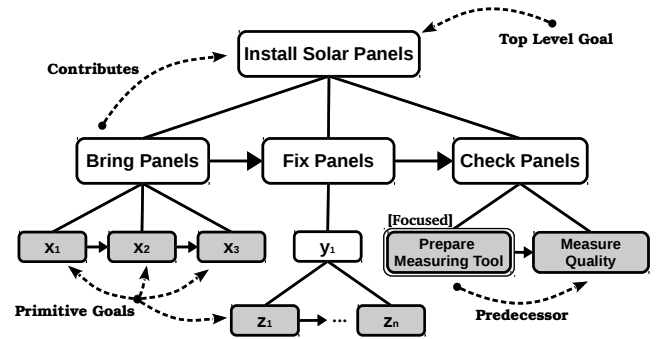 Top Level Goal
Install Solar Panels
Contributes
Bring Panels
Fix Panels
Check Panels
[Focused]
x₁
x₂
x₃
y₁
Prepare
Measuring Tool
Measure
Quality
Primitive Goals
z₁
...
zₙ
Predecessor